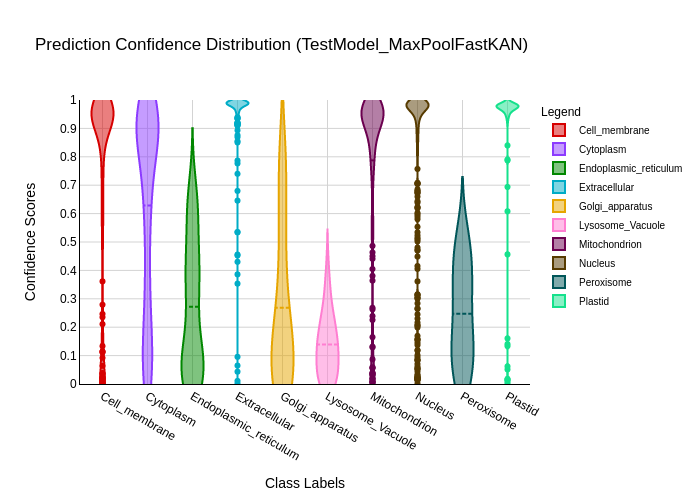 Prediction Confidence Distribution (TestModel_MaxPoolFastKAN)
Legend
Cell_membrane
Cytoplasm
Endoplasmic_reticulum
Extracellular
Golgi_apparatus
Lysosome_Vacuole
Mitochondrion
Nucleus
Peroxisome
Plastid
Confidence Scores
1
0.9
0.8
0.7
0.6
0.5
0.4
0.3
0.2
0.1
0
Cell_membrane
Cytoplasm
Endoplasmic_reticulum
Extracellular
Golgi_apparatus
Lysosome_Vacuole
Mitochondrion
Nucleus
Peroxisome
Plastid
Class Labels